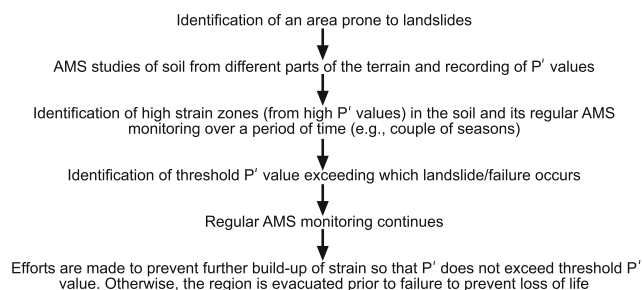 Identification of an area prone to landslides
AMS studies of soil from different parts of the terrain and recording of P′ values
Identification of high strain zones (from high P′ values) in the soil and its regular AMS
monitoring over a period of time (e.g., couple of seasons)
Identification of threshold P′ value exceeding which landslide/failure occurs
Regular AMS monitoring continues
Efforts are made to prevent further build-up of strain so that P′ does not exceed threshold P′
value. Otherwise, the region is evacuated prior to failure to prevent loss of life